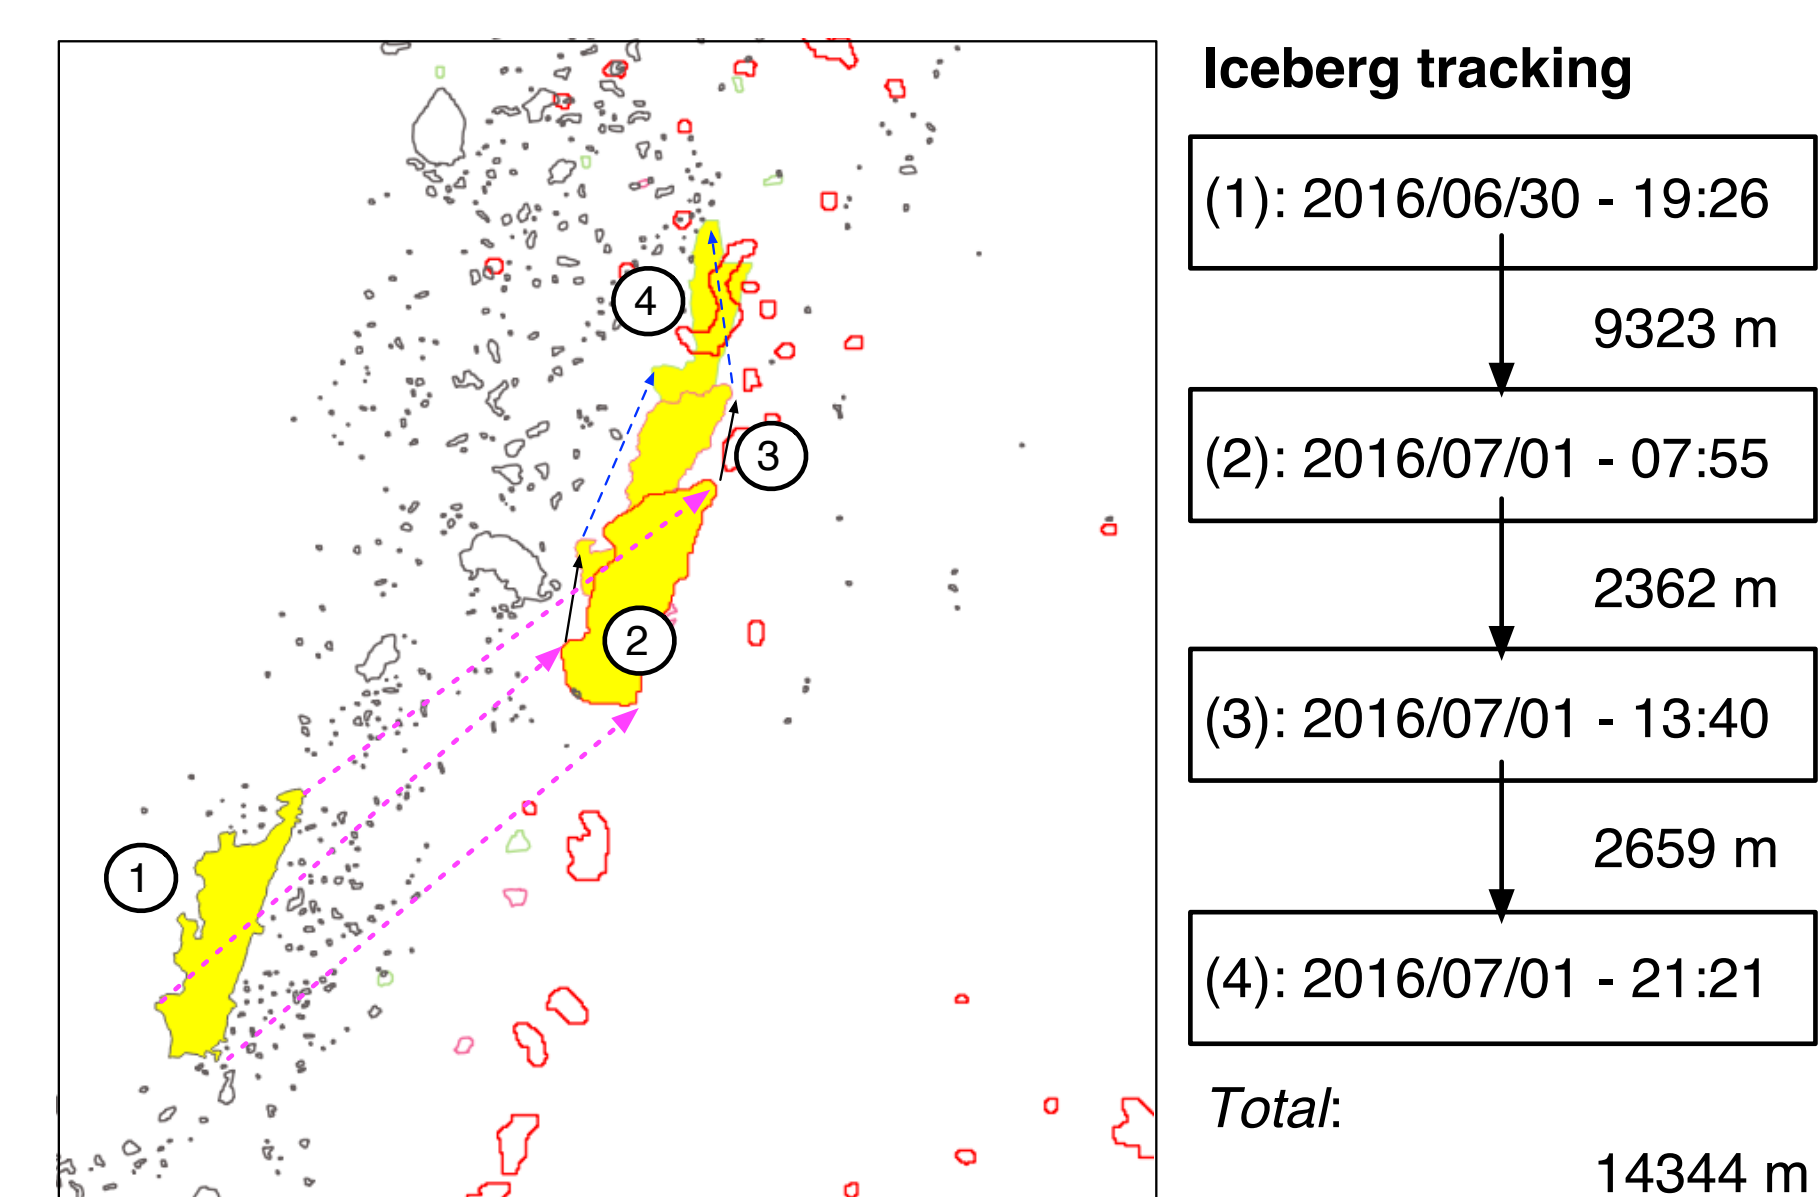 Iceberg tracking
(1): 2016/06/30 - 19:26
9323 m
(2): 2016/07/01 - 07:55
2362 m
(3): 2016/07/01 - 13:40
2659 m
(4): 2016/07/01 - 21:21
Total:
14344 m
4
3
2
1